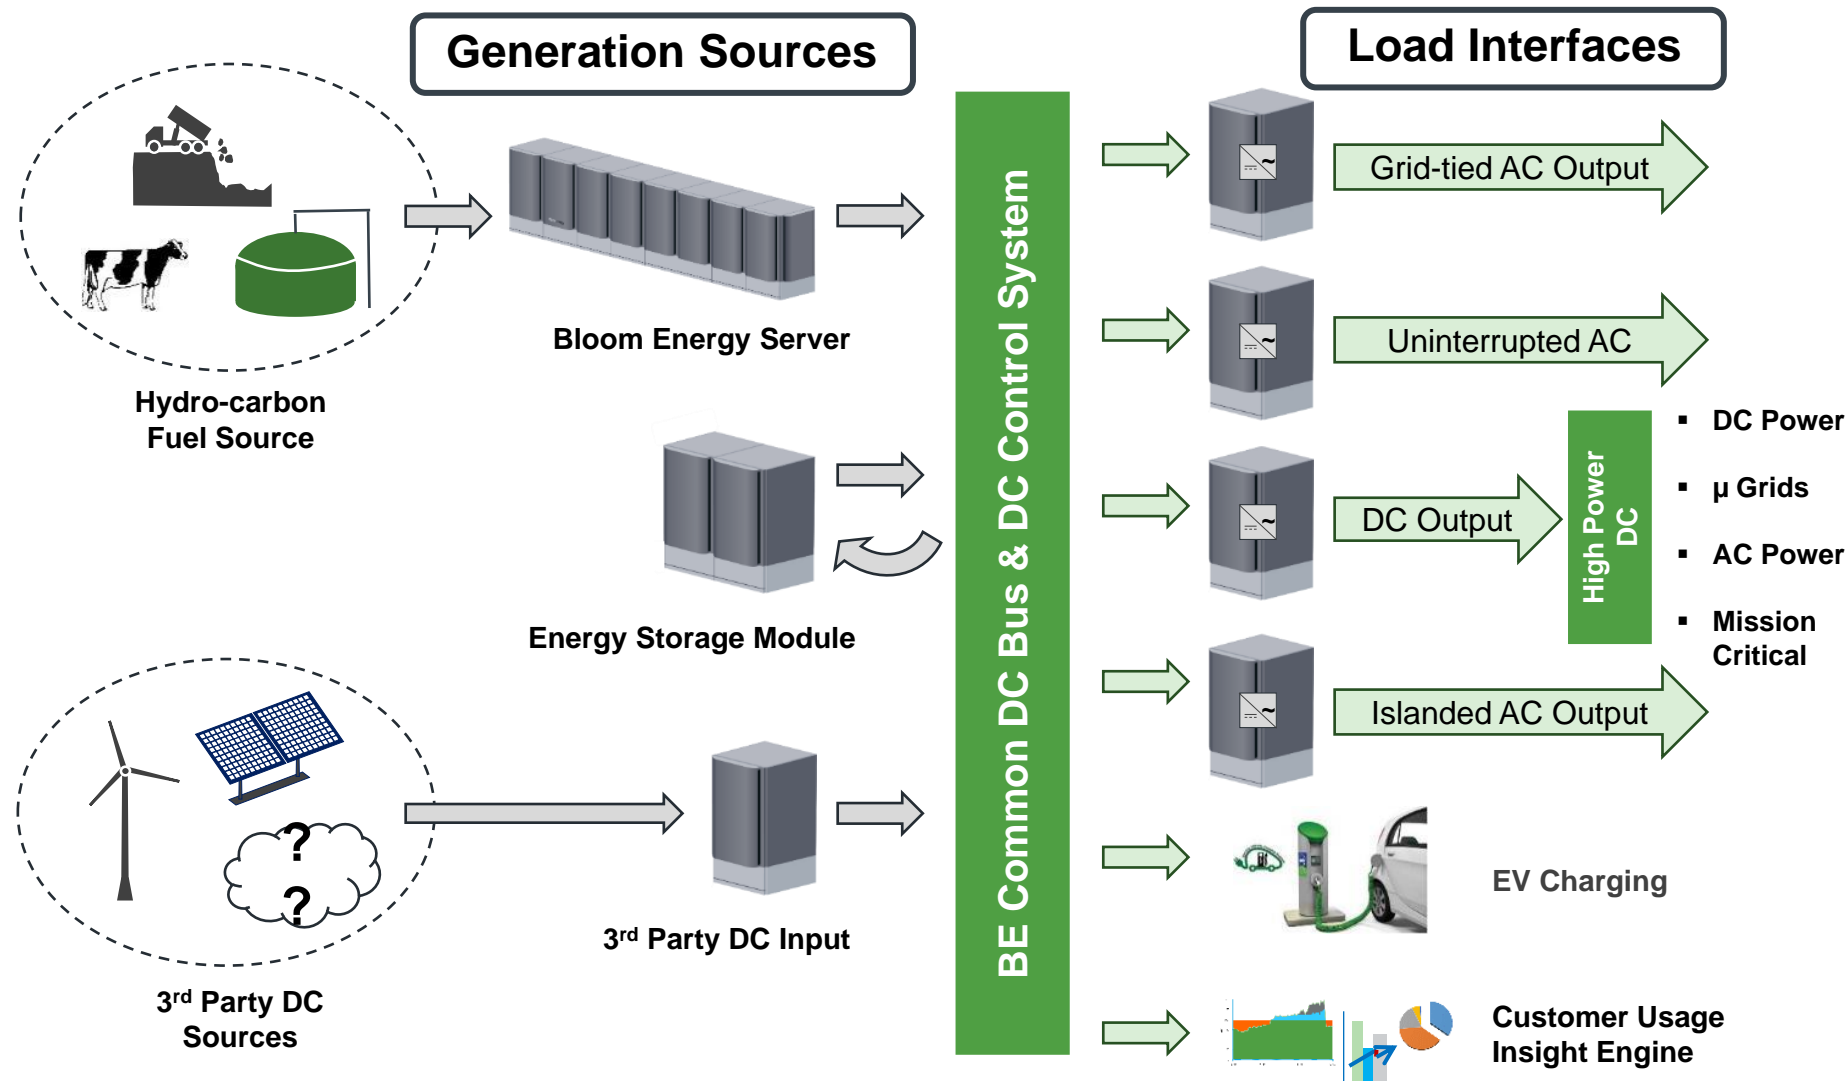 Generation Sources
Load Interfaces
Hydro-carbon
Fuel Source
Bloom Energy Server
Energy Storage Module
3rd Party DC
Sources
3rd Party DC Input
? 
?
BE Common DC Bus & DC Control System
Grid-tied AC Output
Uninterrupted AC
DC Output
High Power
DC
▪ DC Power
▪ µ Grids
▪ AC Power
▪ Mission
Critical
Islanded AC Output
EV Charging
Customer Usage
Insight Engine